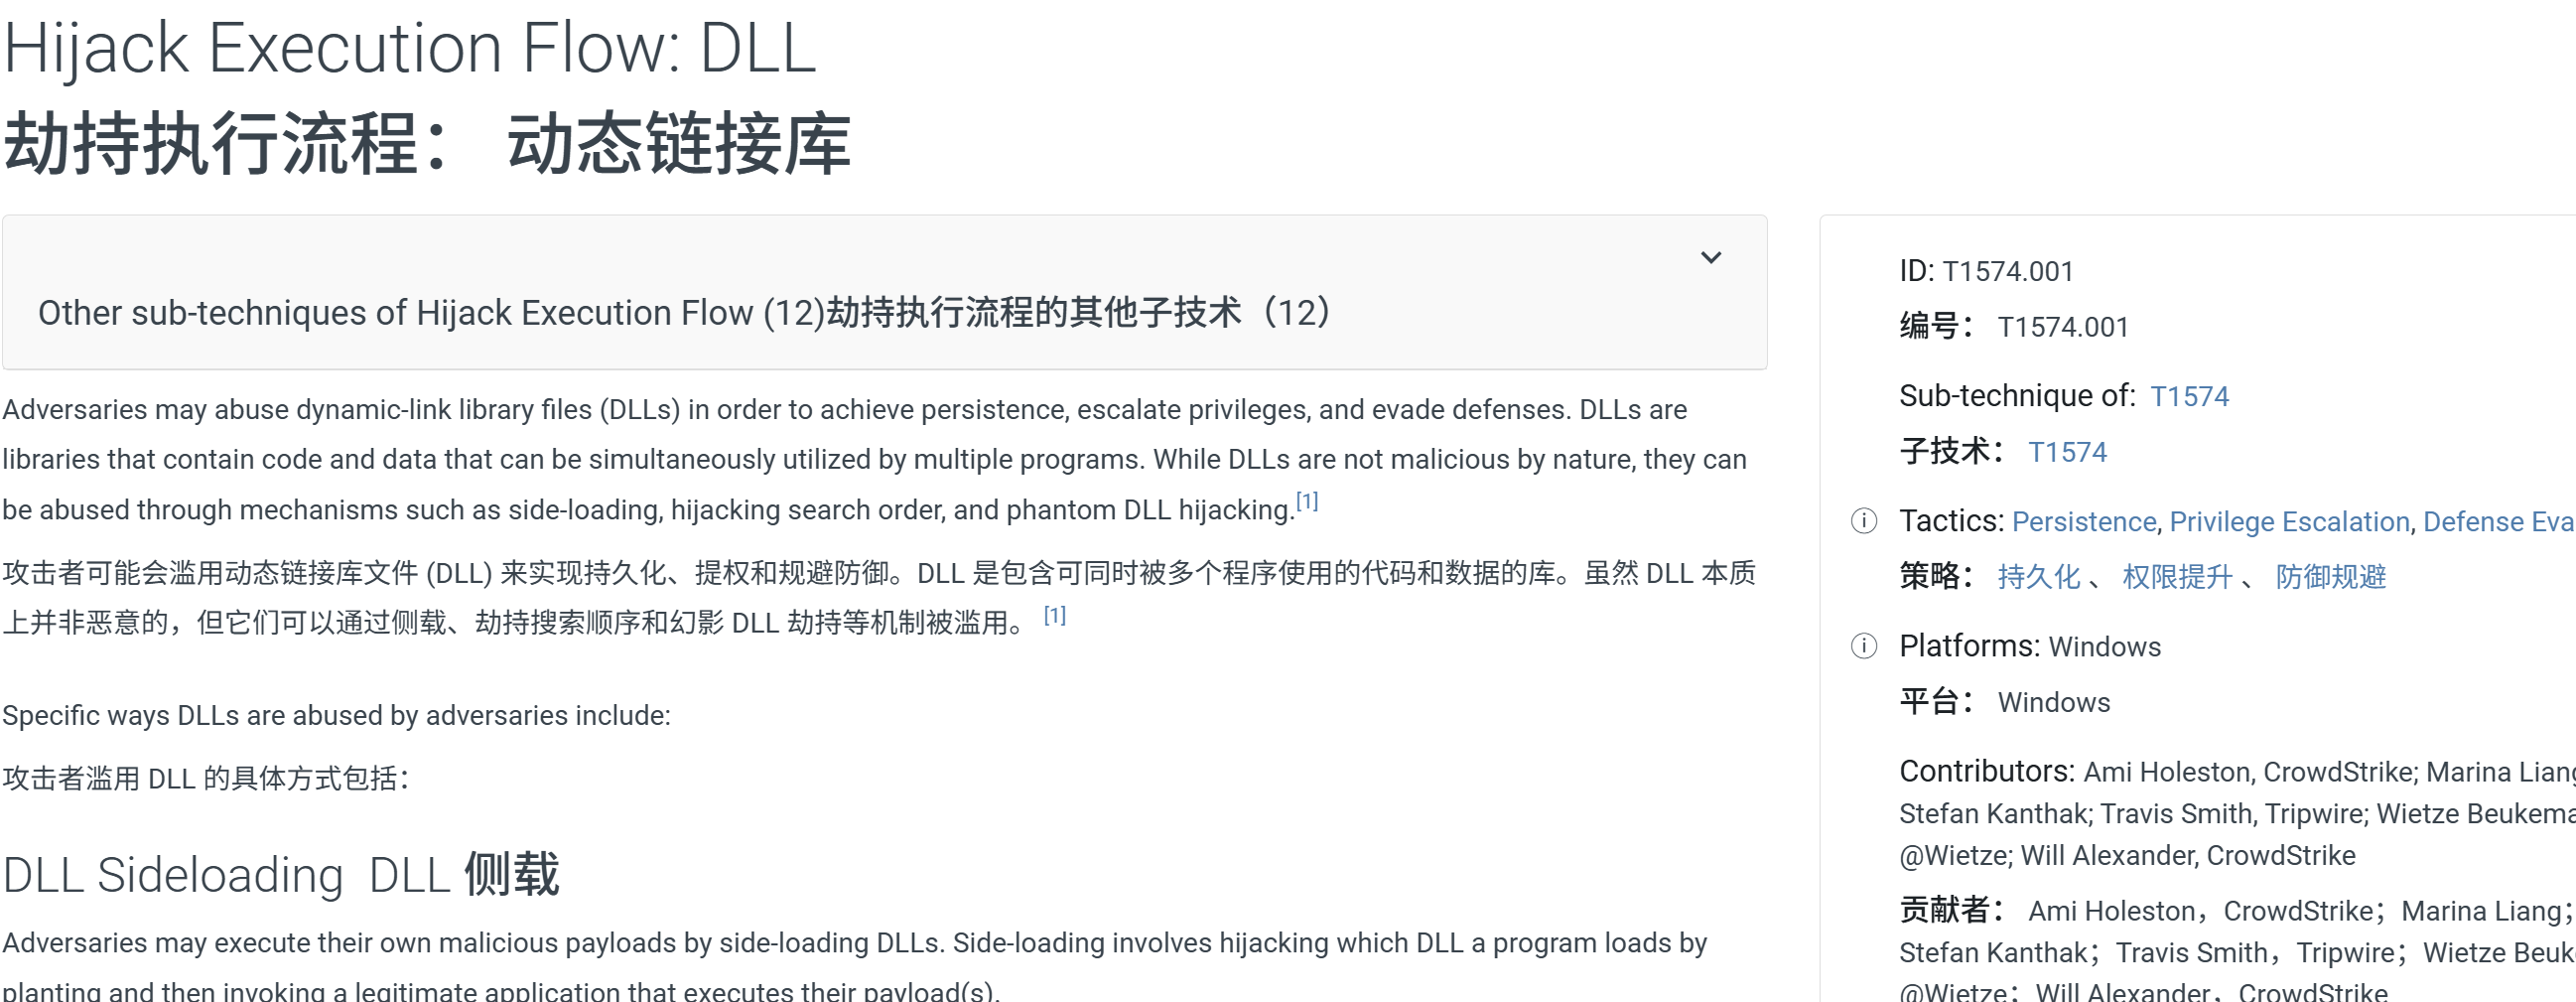 Hijack Execution Flow: DLL
劫持执行流程： 动态链接库
Other sub-techniques of Hijack Execution Flow (12)劫持执行流程的其他子技术（12）
Adversaries may abuse dynamic-link library files (DLLs) in order to achieve persistence, escalate privileges, and evade defenses. DLLs are
libraries that contain code and data that can be simultaneously utilized by multiple programs. While DLLs are not malicious by nature, they can
be abused through mechanisms such as side-loading, hijacking search order, and phantom DLL hijacking.[1]
攻击者可能会滥用动态链接库文件 (DLL) 来实现持久化、提权和规避防御。DLL 是包含可同时被多个程序使用的代码和数据的库。虽然 DLL 本质
上并非恶意的，但它们可以通过侧载、劫持搜索顺序和幻影 DLL 劫持等机制被滥用。 [1]
Specific ways DLLs are abused by adversaries include:
攻击者滥用 DLL 的具体方式包括：
DLL Sideloading DLL 侧载
Adversaries may execute their own malicious payloads by side-loading DLLs. Side-loading involves hijacking which DLL a program loads by
planting and then invoking a legitimate application that executes their payload(s).
ID: T1574.001
编号： T1574.001
Sub-technique of: T1574
子技术： T1574
Tactics: Persistence, Privilege Escalation, Defense Eva
策略： 持久化 、 权限提升 、 防御规避
Platforms: Windows
平台： Windows
Contributors: Ami Holeston, CrowdStrike; Marina Liang
Stefan Kanthak; Travis Smith, Tripwire; Wietze Beukema
@Wietze; Will Alexander, CrowdStrike
贡献者： Ami Holeston，CrowdStrike；Marina Liang；
Stefan Kanthak；Travis Smith，Tripwire；Wietze Beuk
@Wietze；Will Alexander，CrowdStrike